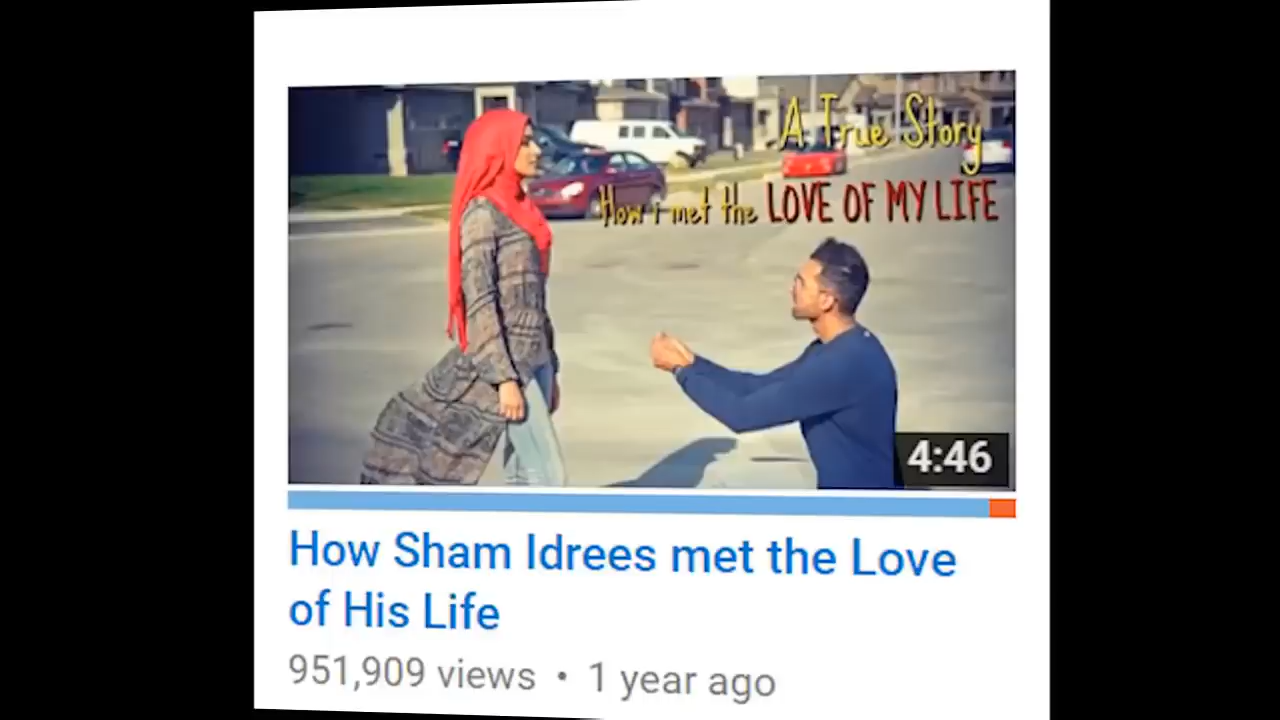 A True Story
How i met the LOVE OF MY LIFE
4:46
How Sham Idrees met the Love
of His Life
951,909 views • 1 year ago